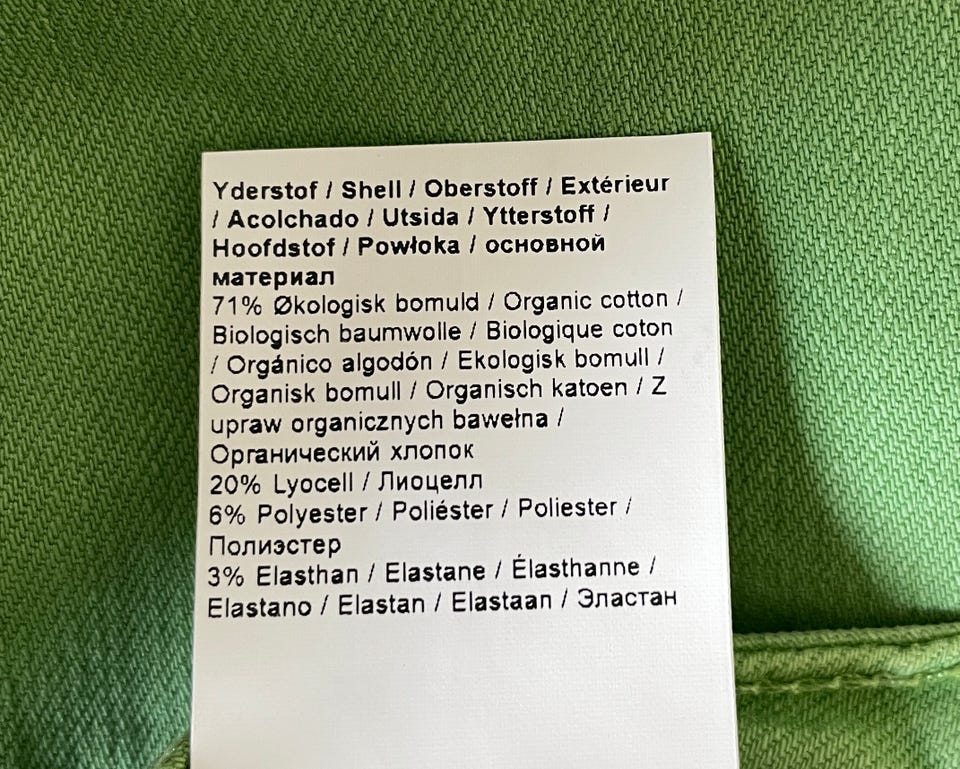 Yderstof / Shell / Oberstoff / Extérieur
/ Acolchado / Utsida / Ytterstoff /
Hoofdstof / Powłoka / основной
материал
71% Økologisk bomuld / Organic cotton /
Biologisch baumwolle / Biologique coton
/ Orgánico algodón / Ekologisk bomull /
Organisk bomull / Organisch katoen / Z
upraw organicznych bawełna /
Органический хлопок
20% Lyocell / Лиоцелл
6% Polyester / Poliéster / Poliester /
Полиэстер
3% Elasthan / Elastane / Élasthanne /
Elastano / Elastan / Elastaan / Эластан